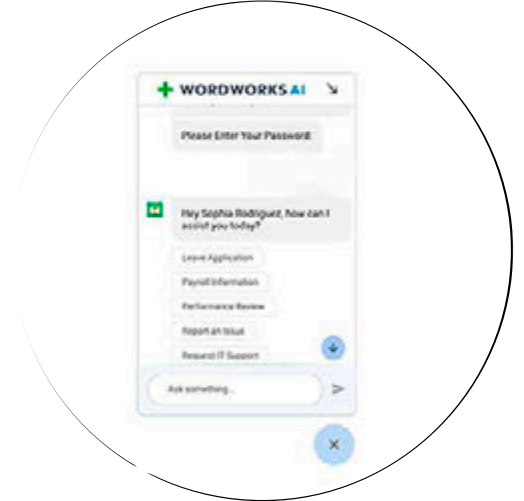 WORDWORKS AI
Please Enter Your Password:
Hey Sophia Rodriguez, how can I
assist you today?
Leave Application
Payroll Information
Performance Review
Report an Issue
Request IT Support
Ask something...